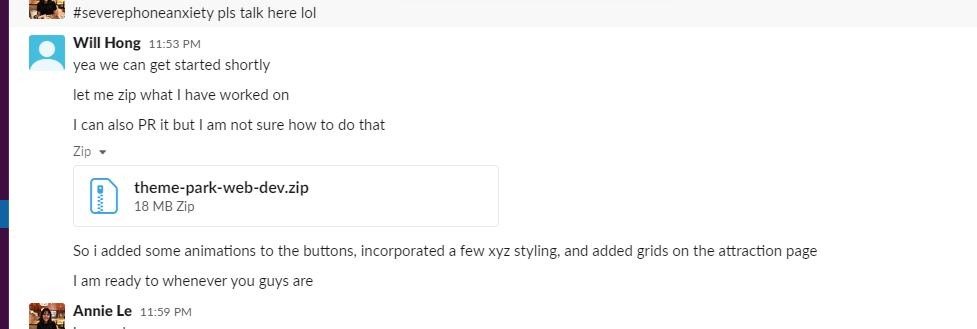 #severephoneanxiety pls talk here lol
Will Hong 11:53 PM
yea we can get started shortly
let me zip what I have worked on
I can also PR it but I am not sure how to do that
Zip
theme-park-web-dev.zip
18 MB Zip
So i added some animations to the buttons, incorporated a few xyz styling, and added grids on the attraction page
I am ready to whenever you guys are
Annie Le 11:59 PM